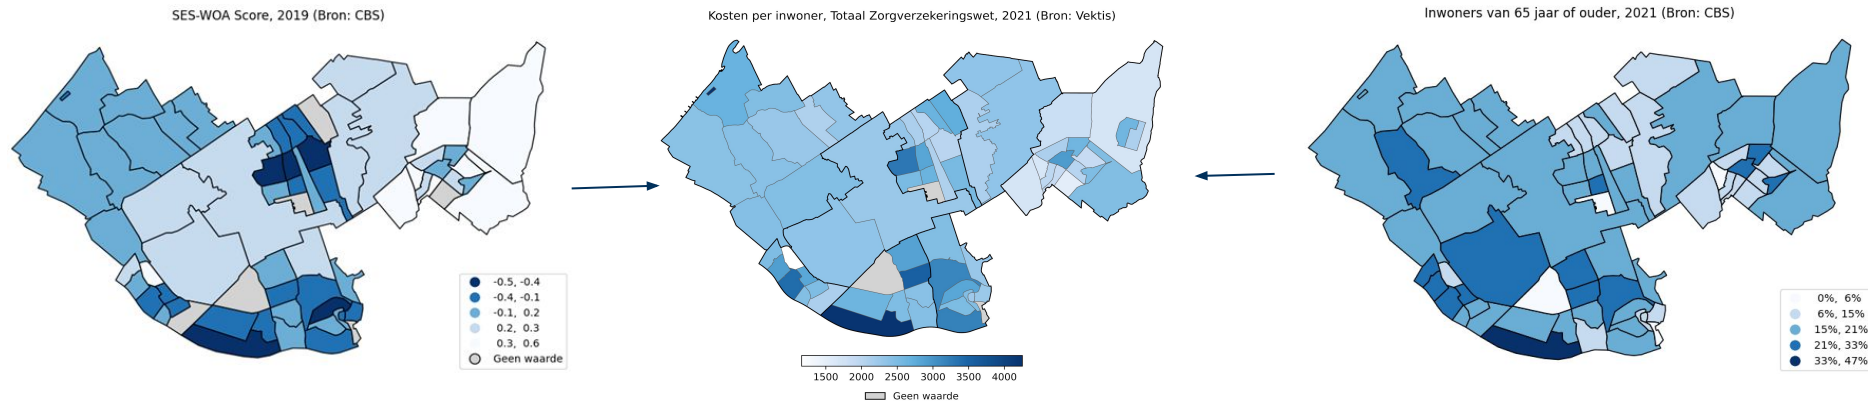 SES-WOA Score, 2019 (Bron: CBS)
-0.5, -0.4
-0.4, -0.1
-0.1, 0.2
0.2, 0.3
0.3, 0.6
Geen waarde
Kosten per inwoner, Totaal Zorgverzekeringswet, 2021 (Bron: Vektis)
1500 2000 2500 3000 3500 4000
Geen waarde
Inwoners van 65 jaar of ouder, 2021 (Bron: CBS)
0%, 6%
6%, 15%
15%, 21%
21%, 33%
33%, 47%